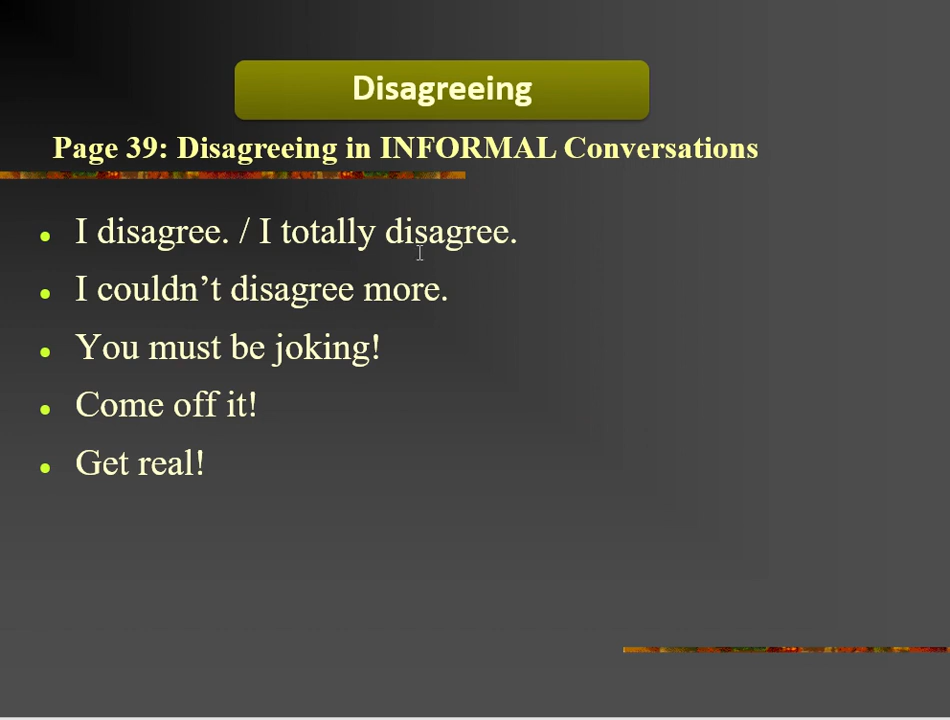 Disagreeing
Page 39: Disagreeing in INFORMAL Conversations
I disagree. / I totally disagree.
I couldn’t disagree more.
You must be joking!
Come off it!
Get real!